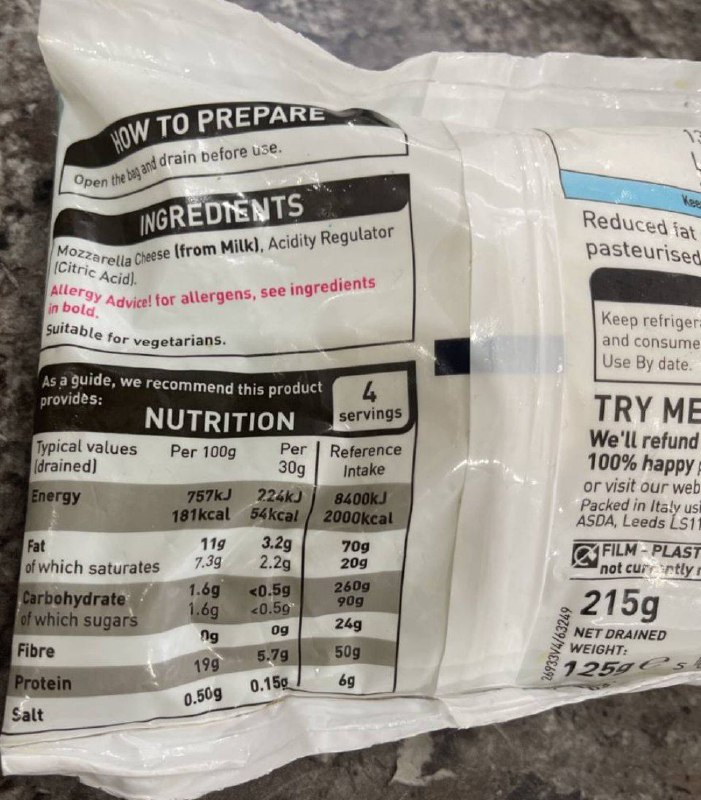 HOW TO PREPARE
Open the bag and drain before use.
INGREDIENTS
Mozzarella Cheese (from Milk), Acidity Regulator
(Citric Acid).
Allergy Advice! for allergens, see ingredients
in bold.
Suitable for vegetarians.
As a guide, we recommend this product
provides:
4
servings
NUTRITION
Typical values
(drained)
Per 100g
Per
30g
Reference
Intake
Energy 757kJ 224kJ 8400kJ
181kcal 54kcal 2000kcal
Fat 11g 3.2g 70g
of which saturates 7.3g 2.2g 20g
Carbohydrate 1.6g <0.5g 260g
of which sugars 1.6g <0.5g 90g
Fibre 0g 0g 24g
Protein 19g 5.7g 50g
Salt 0.50g 0.15g 6g
Reduced fat
pasteurised
Keep
and consume
Use By date.
TRY ME
We'll refund
100% happy
or visit our web
Packed in Italy
ASDA, Leeds LS11
FILM - PLAST
not currently
215g
NET DRAINED
WEIGHT:
125g e
26933V4/63249